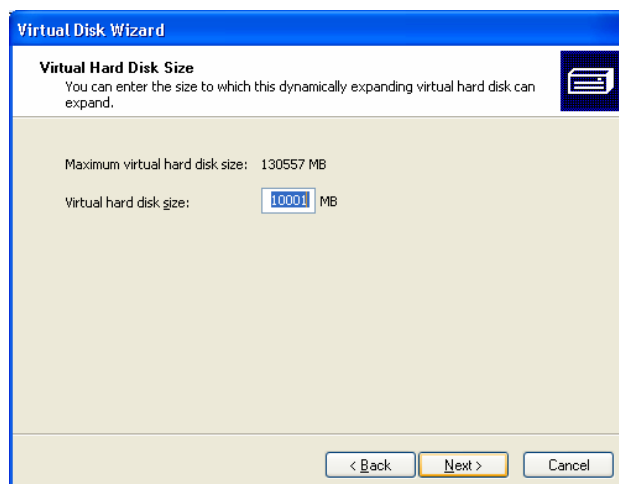 Virtual Disk Wizard
Virtual Hard Disk Size
You can enter the size to which this dynamically expanding virtual hard disk can
expand.
Maximum virtual hard disk size: 130557 MB
Virtual hard disk size: 10001 MB
< Back Next > Cancel